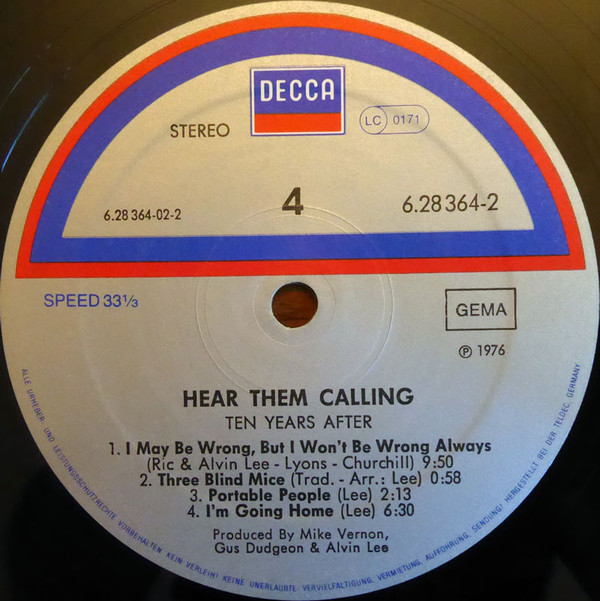 DECCA
STEREO
LC 0171
4
6.28 364-02-2
6.28 364-2
SPEED 33 1/3
GEMA
℗ 1976
HEAR THEM CALLING
TEN YEARS AFTER
1. I May Be Wrong, But I Won't Be Wrong Always
(Ric & Alvin Lee - Lyons - Churchill) 9:50
2. Three Blind Mice (Trad. - Arr.: Lee) 0:58
3. Portable People (Lee) 2:13
4. I'm Going Home (Lee) 6:30
Produced By Mike Vernon,
Gus Dudgeon & Alvin Lee
ALLE URHEBER UND LEISTUNGSSCHUTZRECHTE VORBEHALTEN. KEIN VERLEIH! KEINE UNERLAUBTE VERVIELFÄLTIGUNG, VERMIETUNG, AUFFÜHRUNG, SENDUNG! HERGESTELLT BEI DER TELDEC, GERMANY